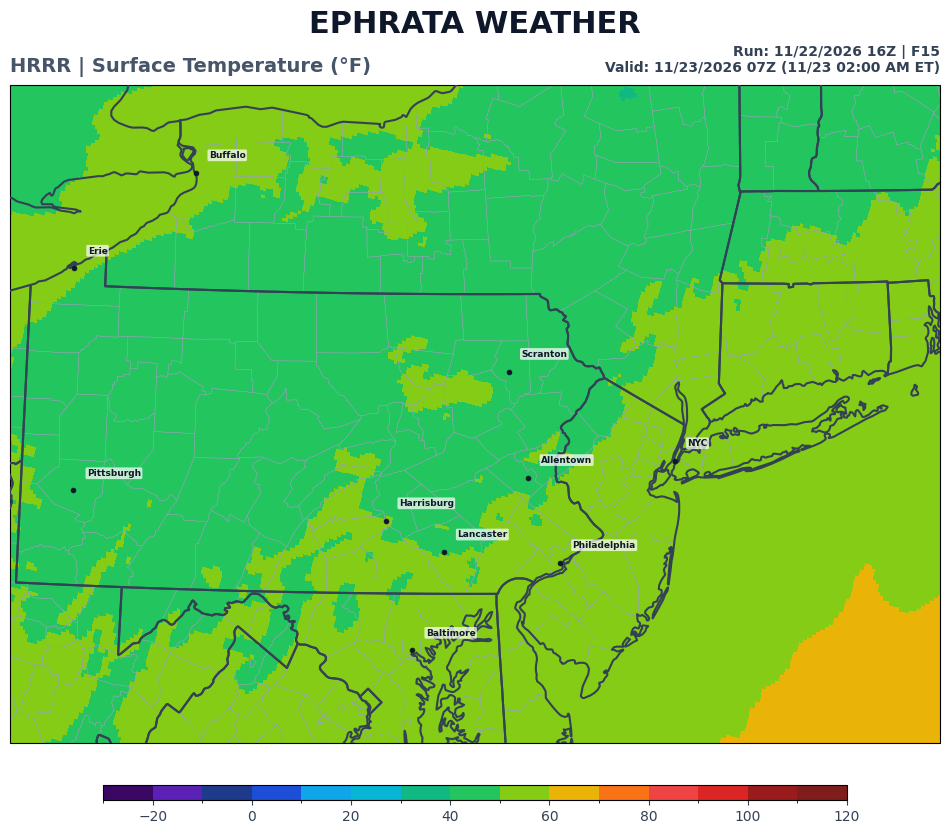 EPHRATA WEATHER
HRRR | Surface Temperature (°F)
Run: 11/22/2026 16Z | F15
Valid: 11/23/2026 07Z (11/23 02:00 AM ET)
Buffalo
Erie
Scranton
NYC
Allentown
Pittsburgh
Harrisburg
Lancaster
Philadelphia
Baltimore
−20 0 20 40 60 80 100 120